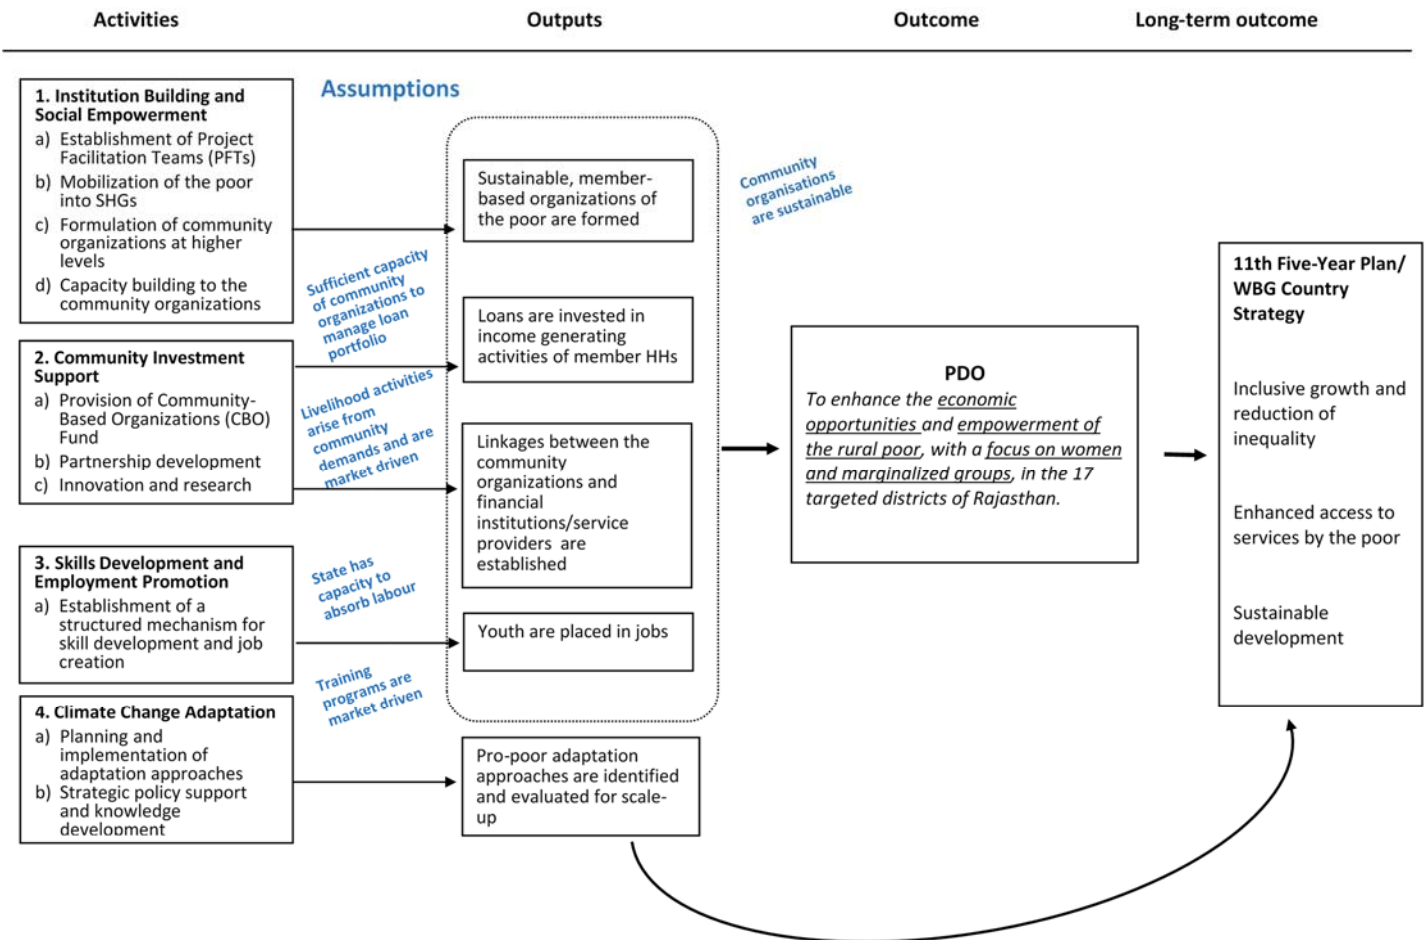 Activities
Outputs
Outcome
Long-term outcome
Assumptions
1. Institution Building and
Social Empowerment
a) Establishment of Project
Facilitation Teams (PFTs)
b) Mobilization of the poor
into SHGs
c) Formulation of community
organizations at higher
levels
d) Capacity building to the
community organizations
2. Community Investment
Support
a) Provision of Community-
Based Organizations (CBO)
Fund
b) Partnership development
c) Innovation and research
3. Skills Development and
Employment Promotion
a) Establishment of a
structured mechanism for
skill development and job
creation
4. Climate Change Adaptation
a) Planning and
implementation of
adaptation approaches
b) Strategic policy support
and knowledge
development
Sufficient capacity
of community
organizations to
manage loan
portfolio
Livelihood activities
arise from
community
demands and are
market driven
State has
capacity to
absorb labour
Training
programs are
market driven
Sustainable, member-
based organizations of
the poor are formed
Loans are invested in
income generating
activities of member HHs
Linkages between the
community
organizations and
financial
institutions/service
providers are
established
Youth are placed in jobs
Pro-poor adaptation
approaches are identified
and evaluated for scale-
up
Community
organisations
are sustainable
PDO
To enhance the economic
opportunities and empowerment of
the rural poor, with a focus on women
and marginalized groups, in the 17
targeted districts of Rajasthan.
11th Five-Year Plan/
WBG Country
Strategy
Inclusive growth and
reduction of
inequality
Enhanced access to
services by the poor
Sustainable
development